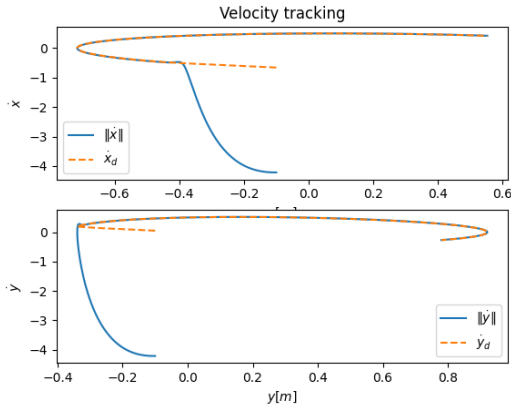 Velocity tracking
0
−1
−2
−3
−4
ẋ
‖ẋ‖
ẋ_d
−0.6 −0.4 −0.2 0.0 0.2 0.4
0
−1
−2
−3
−4
ẏ
‖ẏ‖
ẏ_d
−0.4 −0.2 0.0 0.2 0.4 0.6 0.8
y[m]